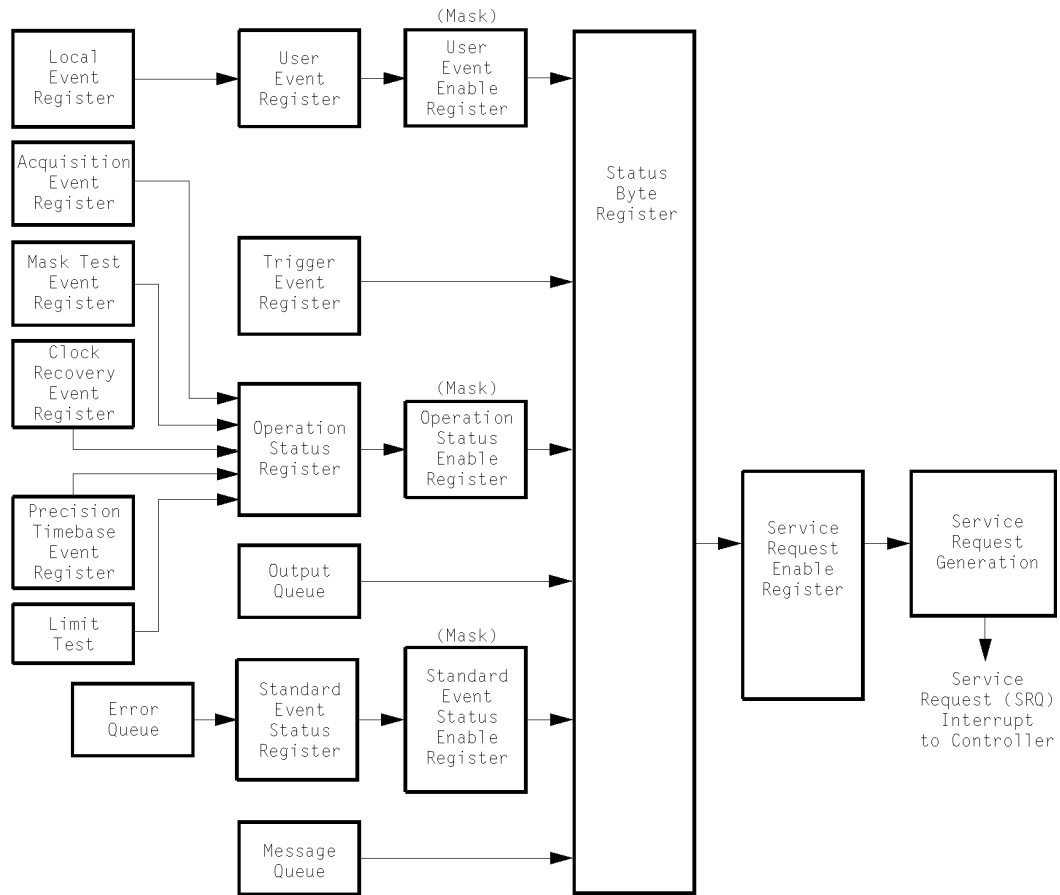 (Mask)
Local
Event
Register
User
Event
Register
User
Event
Enable
Register
Acquisition
Event
Register
Status
Byte
Register
Mask Test
Event
Register
Trigger
Event
Register
Clock
Recovery
Event
Register
(Mask)
Operation
Status
Register
Operation
Status
Enable
Register
Precision
Timebase
Event
Register
Service
Request
Enable
Register
Service
Request
Generation
Output
Queue
Limit
Test
(Mask)
Error
Queue
Standard
Event
Status
Register
Standard
Event
Status
Enable
Register
Service
Request (SRQ)
Interrupt
to Controller
Message
Queue